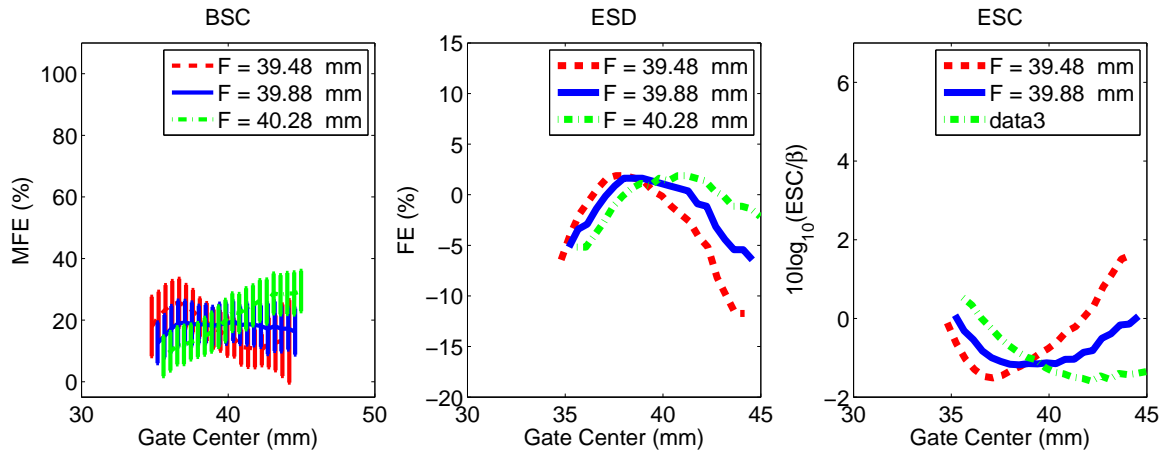 BSC
MFE (%)
100
80
60
40
20
0
30
40
50
Gate Center (mm)
F = 39.48 mm
F = 39.88 mm
F = 40.28 mm
ESD
FE (%)
15
10
5
0
−5
−10
−15
−20
30
35
40
45
Gate Center (mm)
F = 39.48 mm
F = 39.88 mm
F = 40.28 mm
ESC
10log10(ESC/β)
6
4
2
0
−2
30
35
40
45
Gate Center (mm)
F = 39.48 mm
F = 39.88 mm
data3